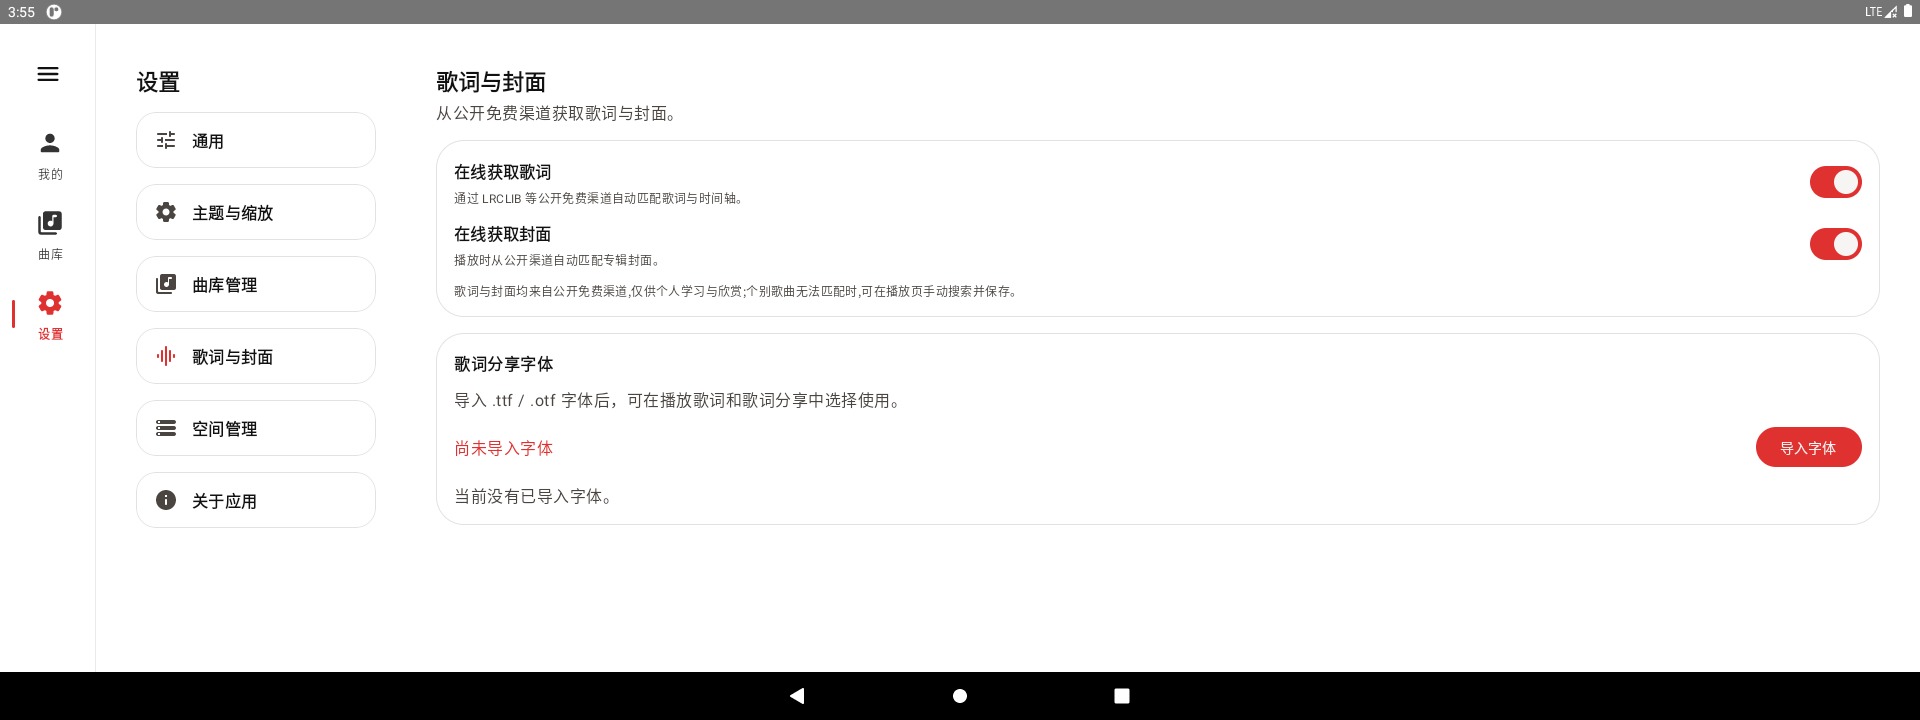 3:55
LTE
我的
曲库
设置
设置
通用
主题与缩放
曲库管理
歌词与封面
空间管理
关于应用
歌词与封面
从公开免费渠道获取歌词与封面。
在线获取歌词
通过 LRCLIB 等公开免费渠道自动匹配歌词与时间轴。
在线获取封面
播放时从公开渠道自动匹配专辑封面。
歌词与封面均来自公开免费渠道,仅供个人学习与欣赏;个别歌曲无法匹配时,可在播放页手动搜索并保存。
歌词分享字体
导入 .ttf / .otf 字体后，可在播放歌词和歌词分享中选择使用。
尚未导入字体
导入字体
当前没有已导入字体。